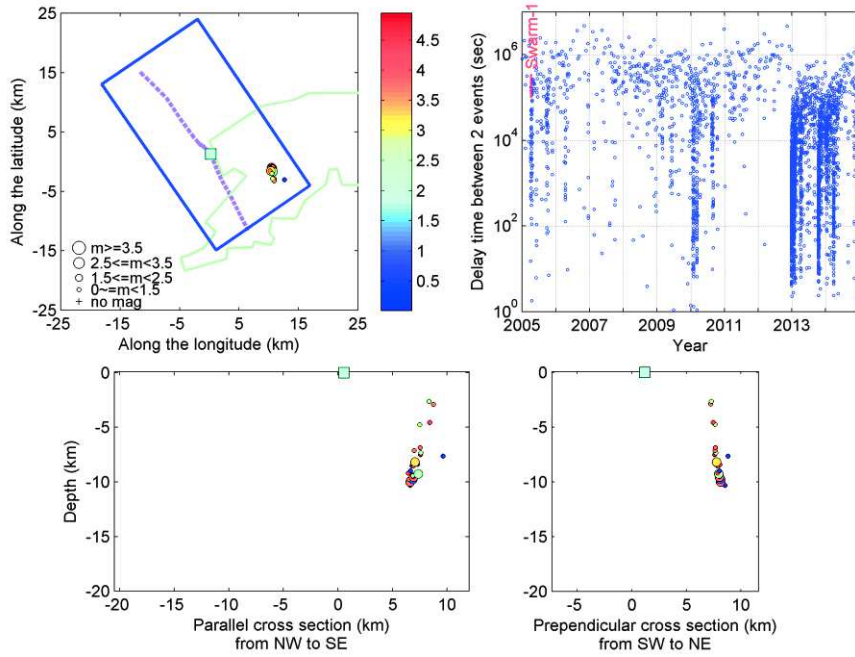 25
15
5
-5
-15
-25
Along the latitude (km)
m>=3.5
2.5<=m<3.5
1.5<=m<2.5
0~=m<1.5
no mag
-25 -15 -5 5 15 25
Along the longitude (km)
4.5
4
3.5
3
2.5
2
1.5
1
0.5
Swarm-1
10^6
10^4
10^2
10^0
Delay time between 2 events (sec)
2005 2007 2009 2011 2013
Year
0
-5
-10
-15
-20
Depth (km)
-20 -15 -10 -5 0 5 10
Parallel cross section (km)
from NW to SE
0
-5
-10
-15
-20
-5 0 5 10
Prependicular cross section (km)
from SW to NE